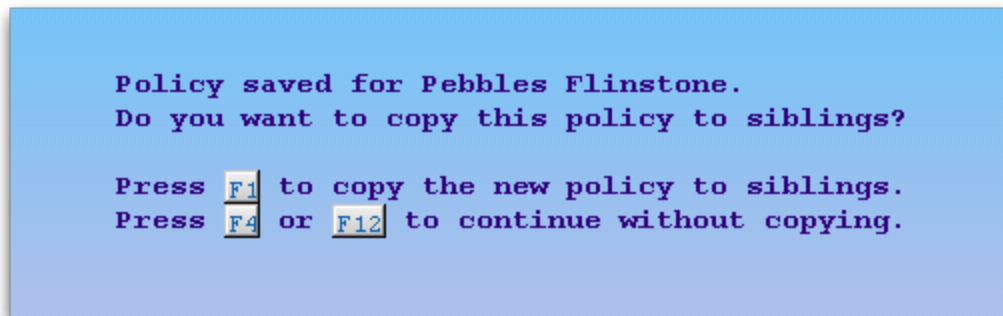 Policy saved for Pebbles Flinstone.
Do you want to copy this policy to siblings?
Press F1 to copy the new policy to siblings.
Press F4 or F12 to continue without copying.